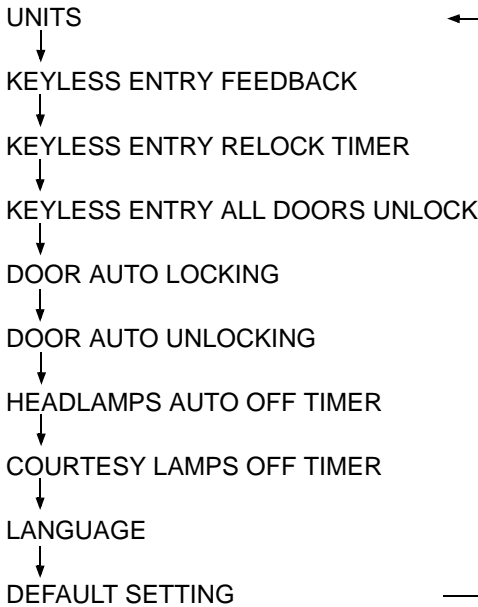 UNITS
KEYLESS ENTRY FEEDBACK
KEYLESS ENTRY RELOCK TIMER
KEYLESS ENTRY ALL DOORS UNLOCK
DOOR AUTO LOCKING
DOOR AUTO UNLOCKING
HEADLAMPS AUTO OFF TIMER
COURTESY LAMPS OFF TIMER
LANGUAGE
DEFAULT SETTING